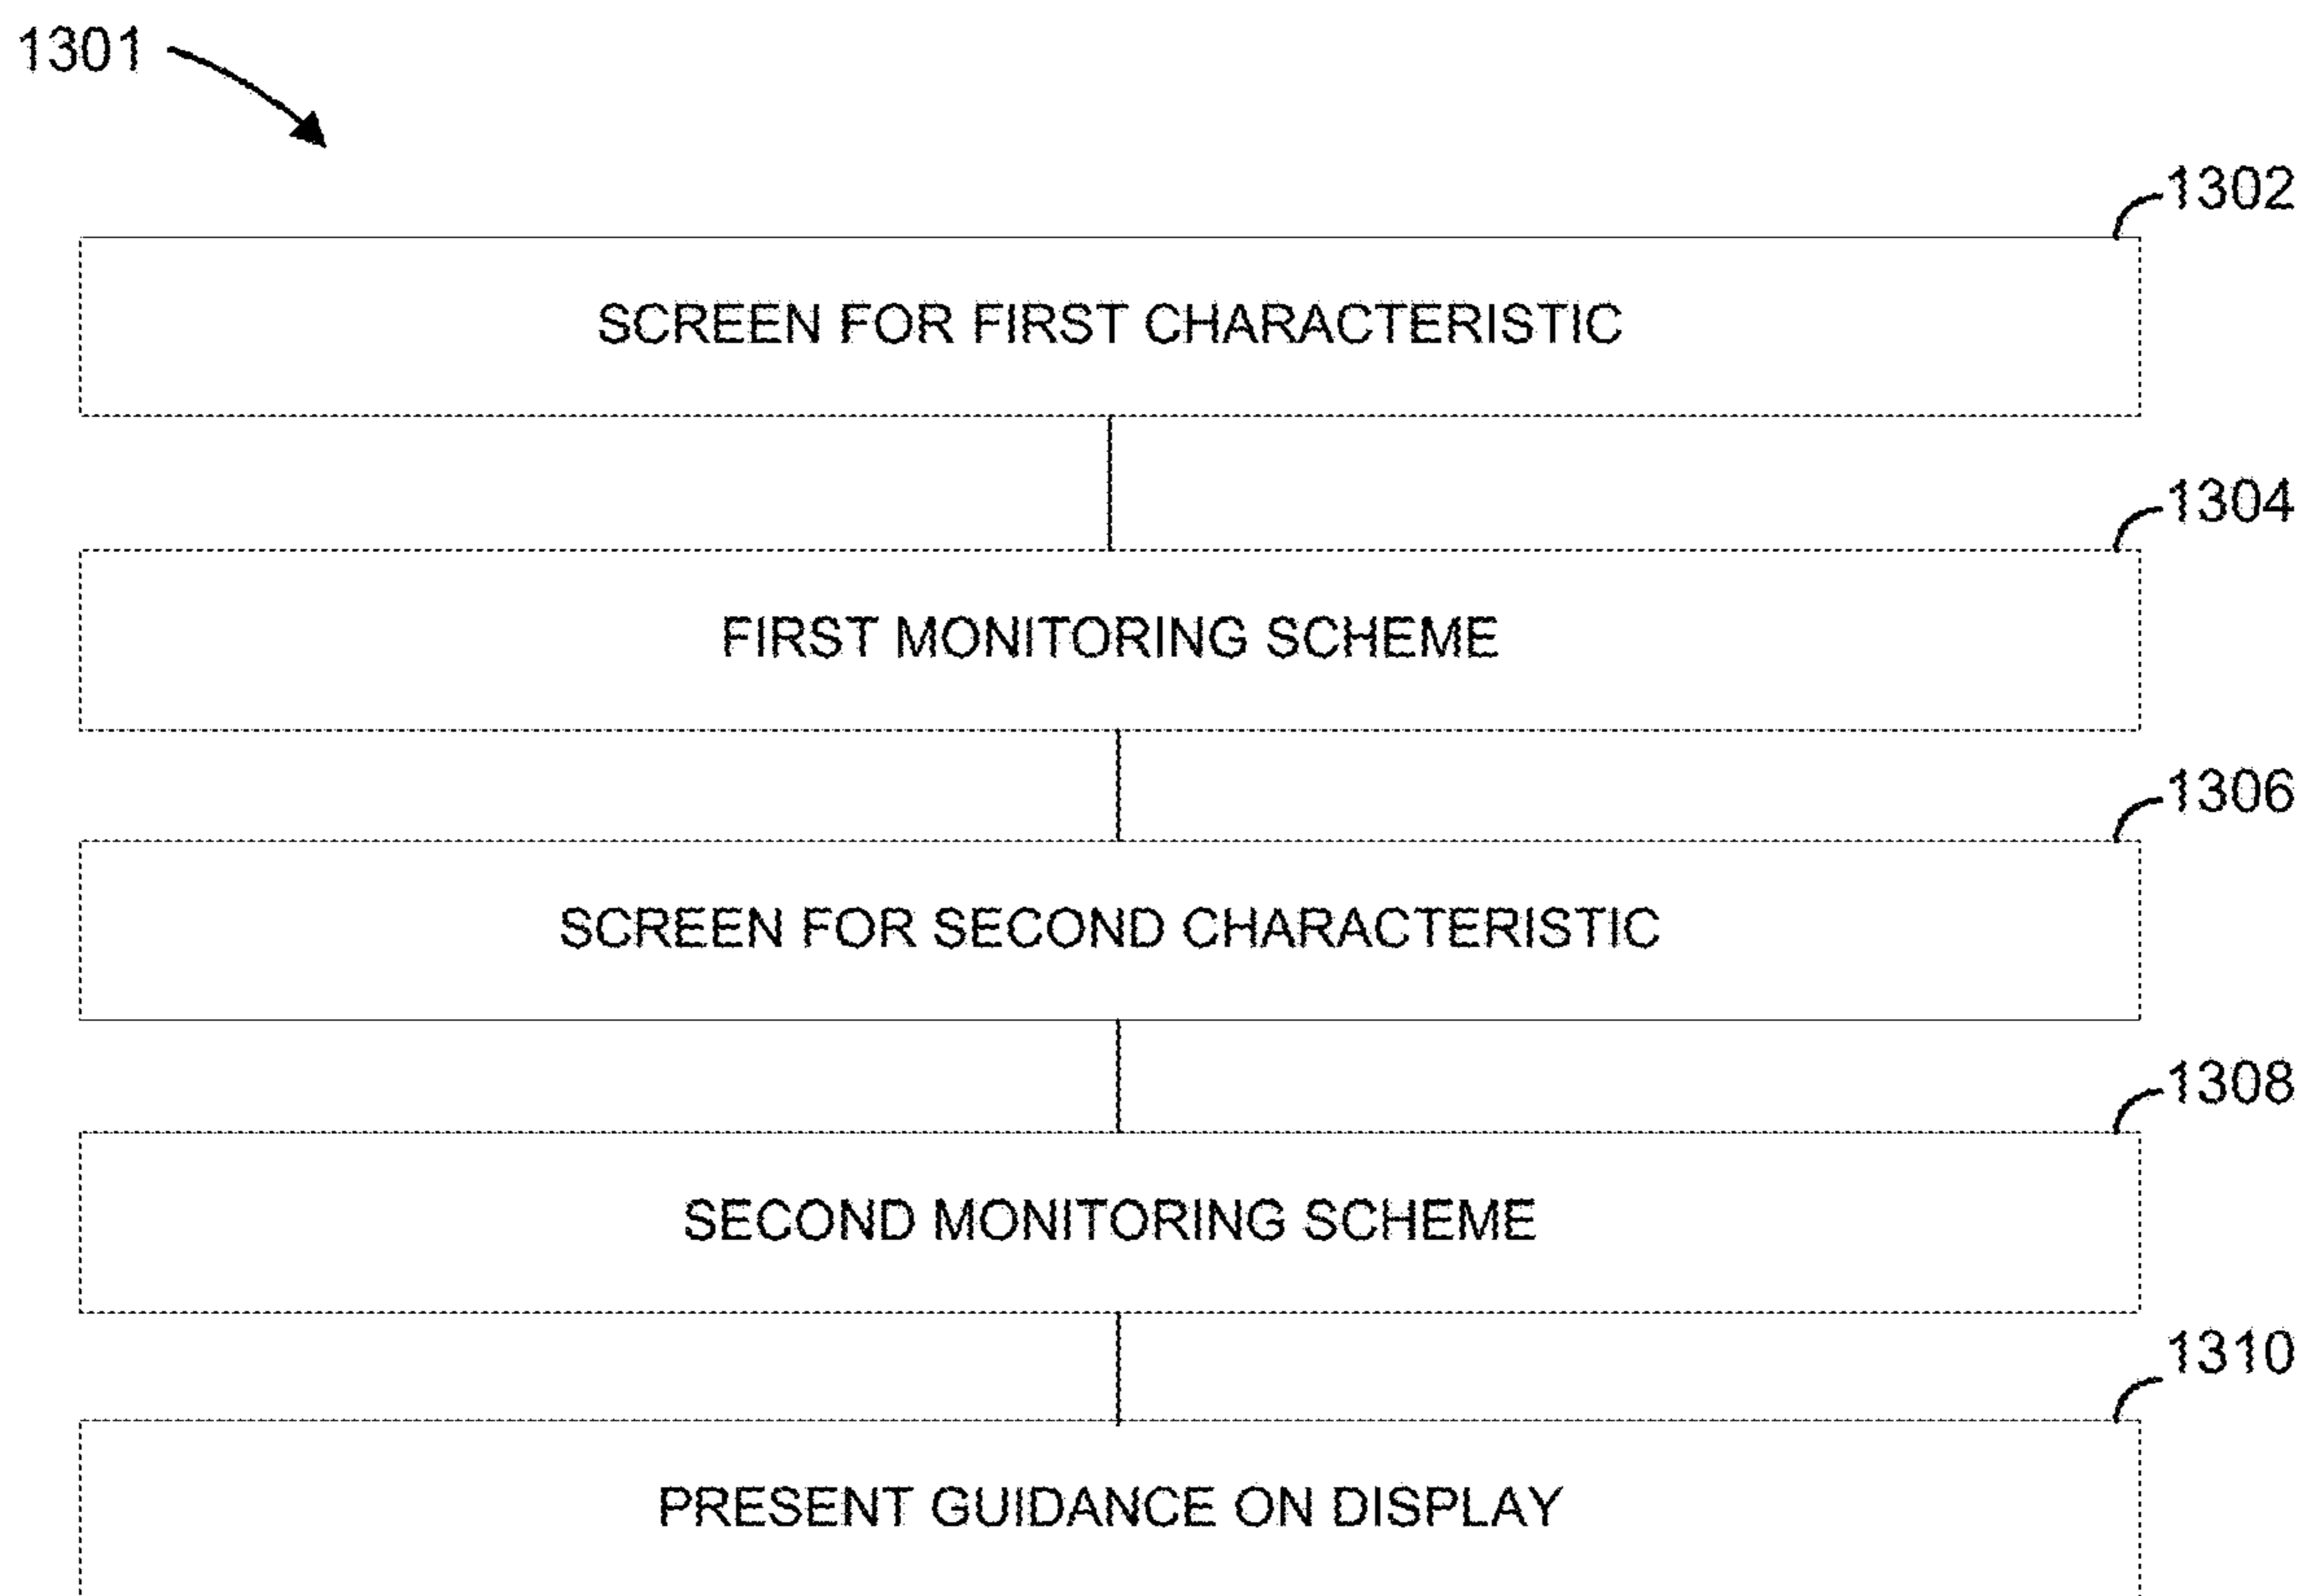 1301
1302
SCREEN FOR FIRST CHARACTERISTIC
1304
FIRST MONITORING SCHEME
1306
SCREEN FOR SECOND CHARACTERISTIC
1308
SECOND MONITORING SCHEME
1310
PRESENT GUIDANCE ON DISPLAY